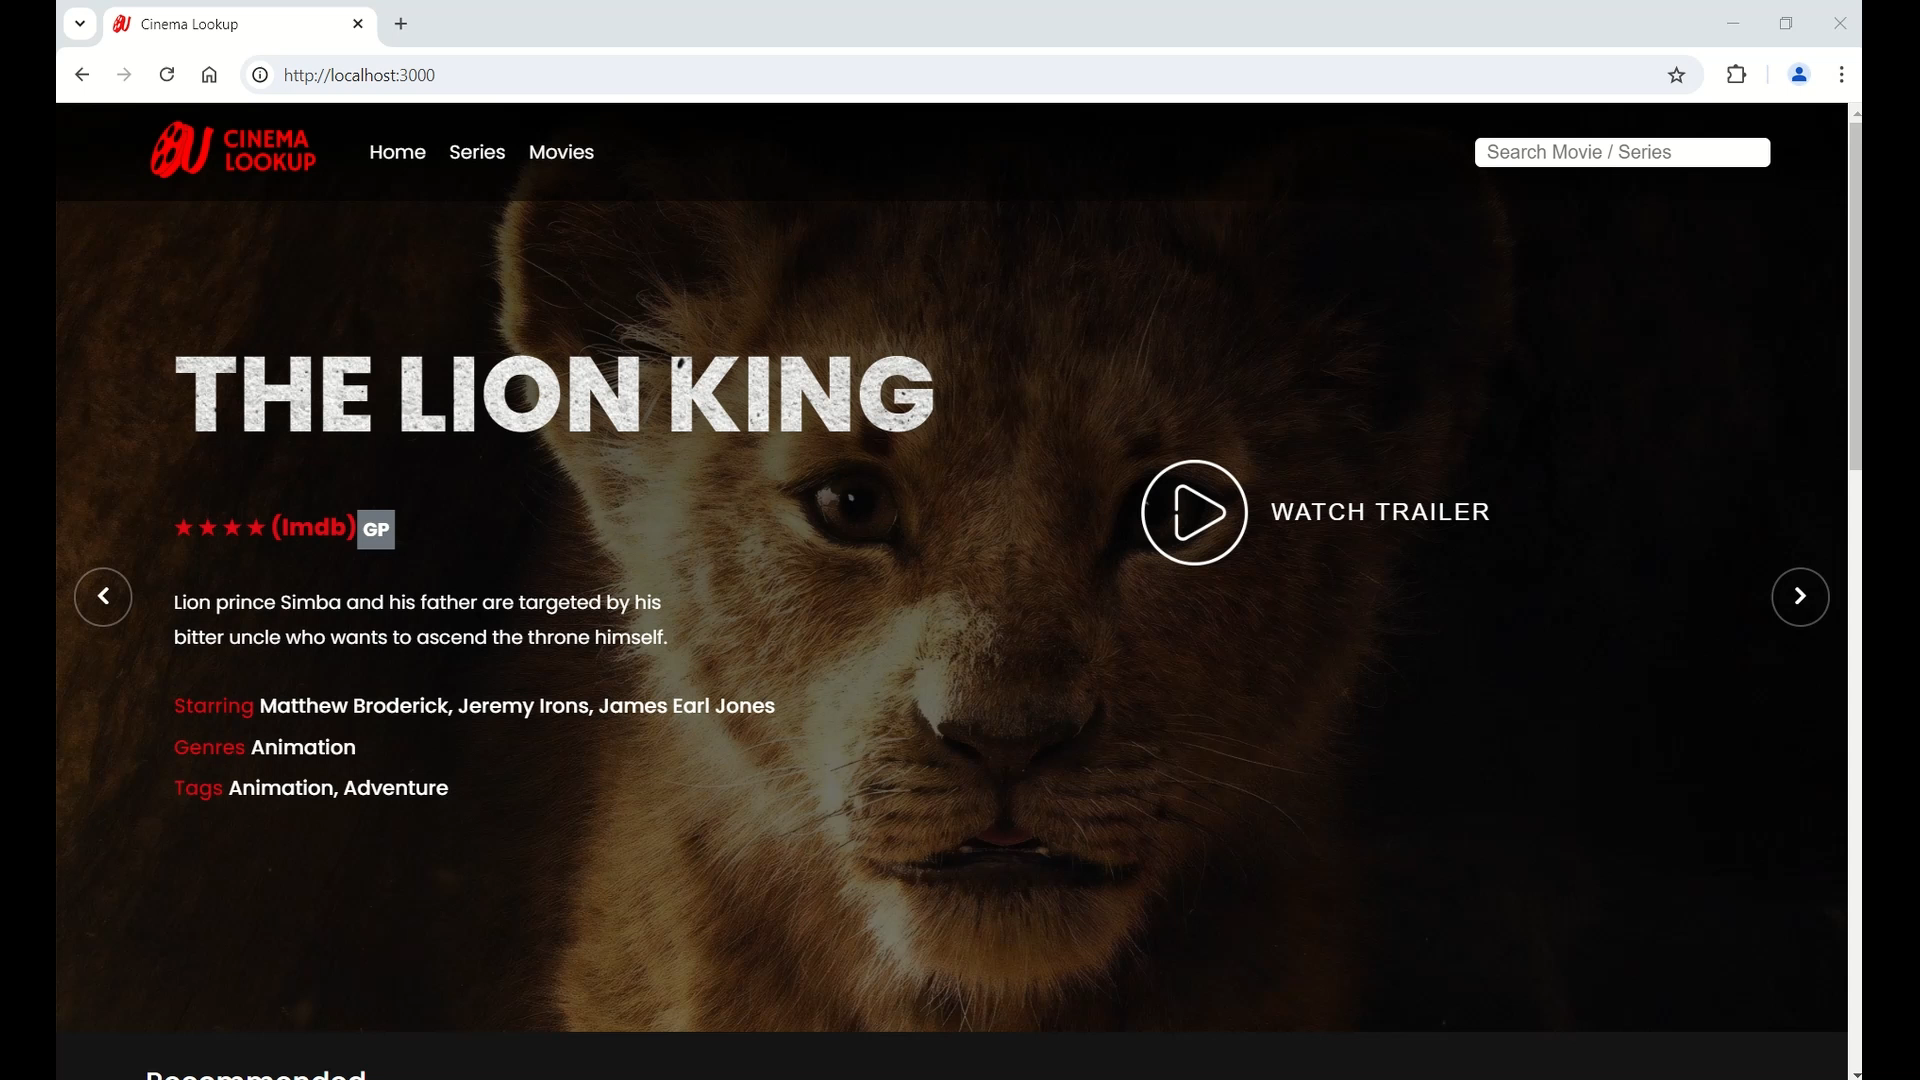 Cinema Lookup
http://localhost:3000
CINEMA
LOOKUP
Home Series Movies
Search Movie / Series
THE LION KING
(Imdb) GP
WATCH TRAILER
Lion prince Simba and his father are targeted by his
bitter uncle who wants to ascend the throne himself.
Starring Matthew Broderick, Jeremy Irons, James Earl Jones
Genres Animation
Tags Animation, Adventure
Recommended